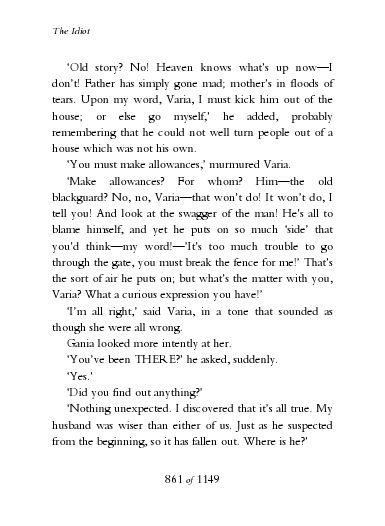 The Idiot
'Old story? No! Heaven knows what's up now—I
don't! Father has simply gone mad; mother's in floods of
tears. Upon my word, Varia, I must kick him out of the
house; or else go myself,' he added, probably
remembering that he could not well turn people out of a
house which was not his own.
'You must make allowances,' murmured Varia.
'Make allowances? For whom? Him—the old
blackguard? No, no, Varia—that won't do! It won't do, I
tell you! And look at the swagger of the man! He's all to
blame himself, and yet he puts on so much 'side' that
you'd think—my word!—'It's too much trouble to go
through the gate, you must break the fence for me!' That's
the sort of air he puts on; but what's the matter with you,
Varia? What a curious expression you have!'
'I'm all right,' said Varia, in a tone that sounded as
though she were all wrong.
Gania looked more intently at her.
'You've been THERE?' he asked, suddenly.
'Yes.'
'Did you find out anything?'
'Nothing unexpected. I discovered that it's all true. My
husband was wiser than either of us. Just as he suspected
from the beginning, so it has fallen out. Where is he?'
861 of 1149